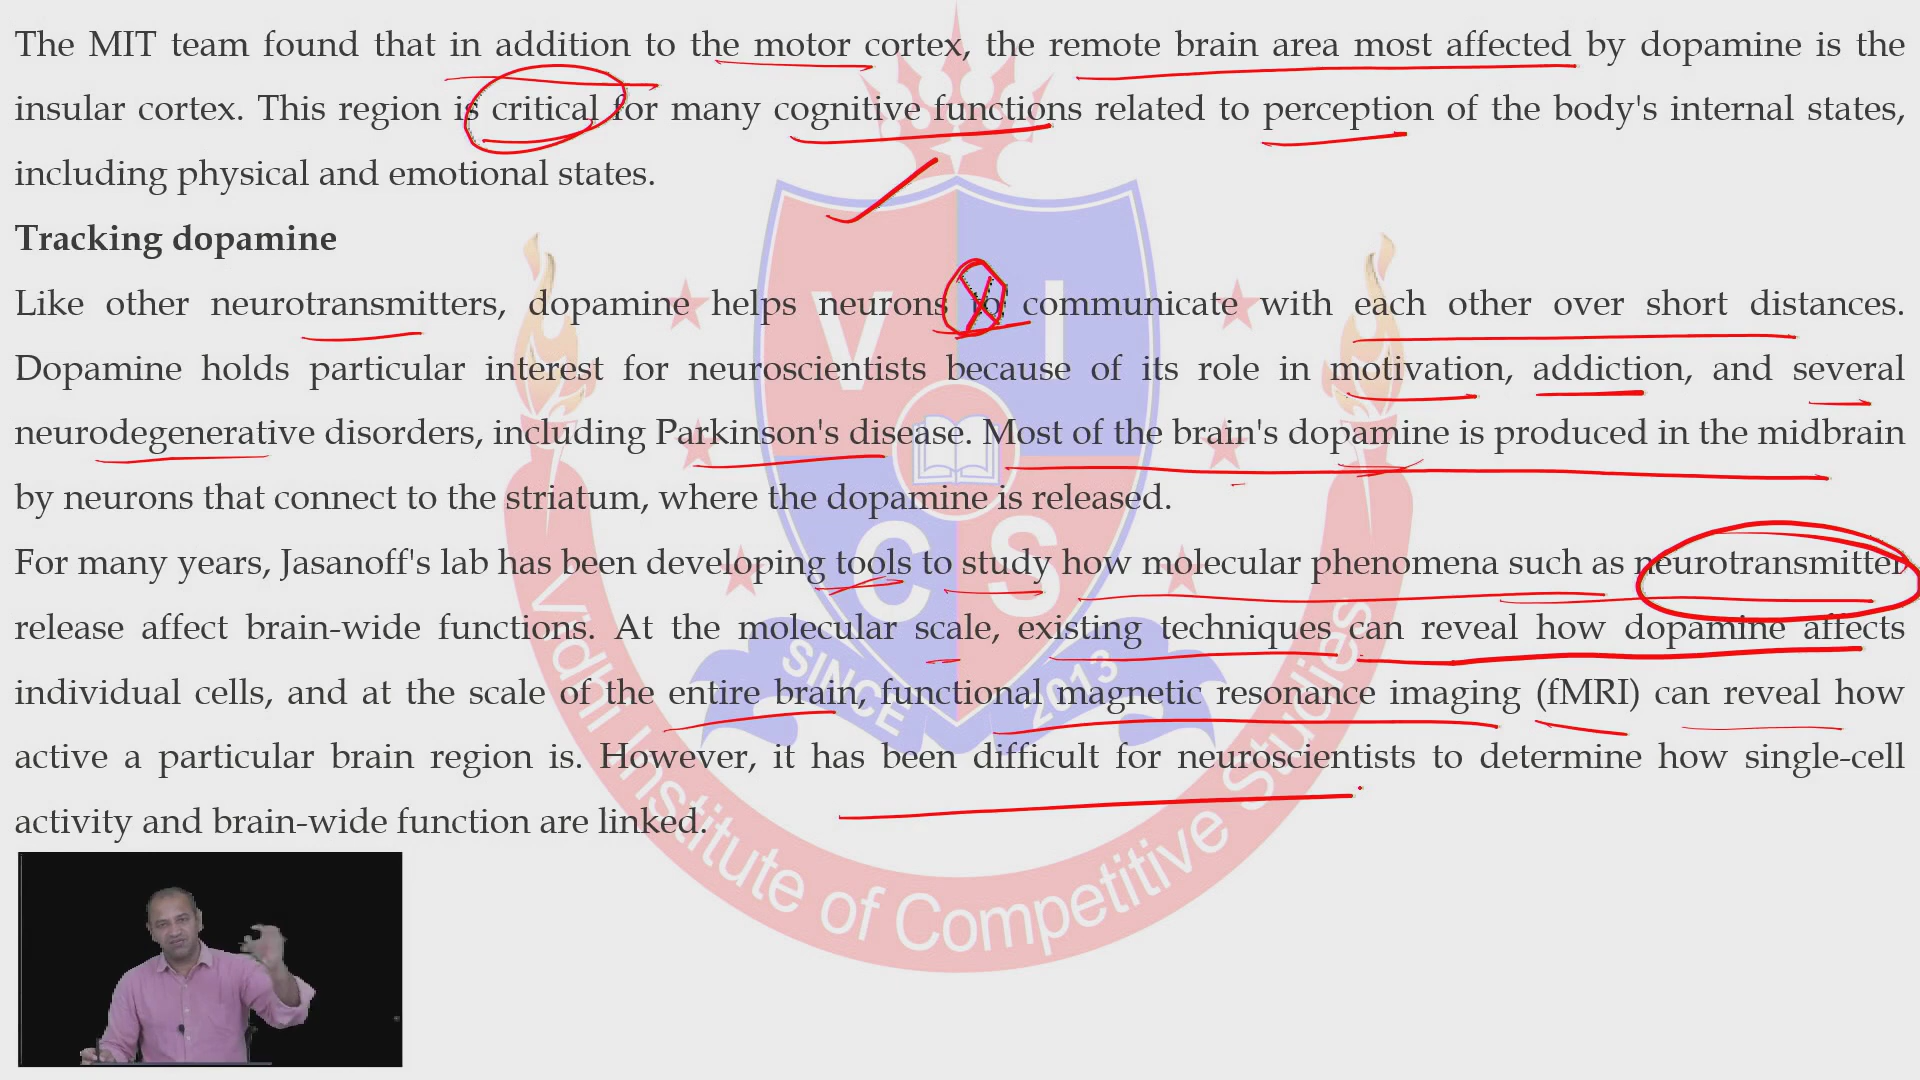 The MIT team found that in addition to the motor cortex, the remote brain area most affected by dopamine is the
insular cortex. This region is critical for many cognitive functions related to perception of the body's internal states,
including physical and emotional states.
Tracking dopamine
Like other neurotransmitters, dopamine helps neurons to communicate with each other over short distances.
Dopamine holds particular interest for neuroscientists because of its role in motivation, addiction, and several
neurodegenerative disorders, including Parkinson's disease. Most of the brain's dopamine is produced in the midbrain
by neurons that connect to the striatum, where the dopamine is released.
For many years, Jasanoff's lab has been developing tools to study how molecular phenomena such as neurotransmitter
release affect brain-wide functions. At the molecular scale, existing techniques can reveal how dopamine affects
individual cells, and at the scale of the entire brain, functional magnetic resonance imaging (fMRI) can reveal how
active a particular brain region is. However, it has been difficult for neuroscientists to determine how single-cell
activity and brain-wide function are linked.
V I
C S
SINCE 2013
Vidhi Institute of Competitive Studies